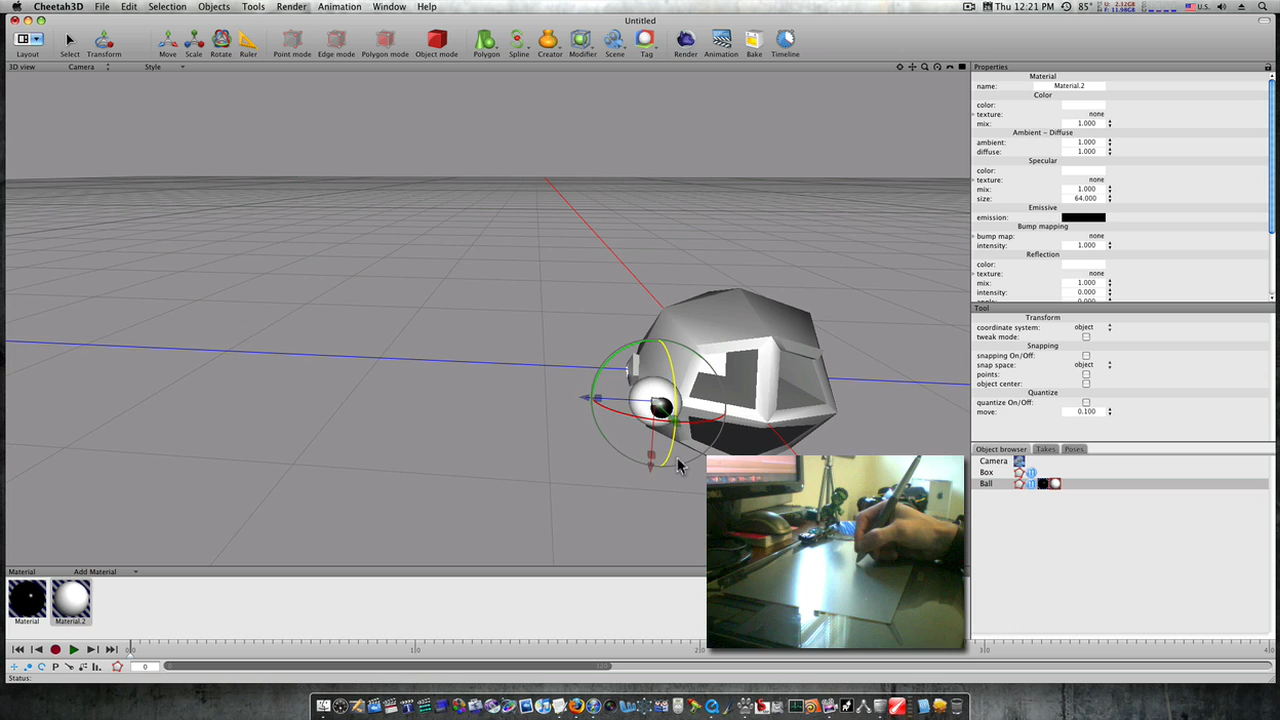 Cheetah3D File Edit Selection Objects Tools Render Animation Window Help Thu 12:21 PM 85° U.S.
Untitled
Layout Select Transform Move Scale Rotate Ruler Point mode Edge mode Polygon mode Object mode Polygon Spline Creator Modifier Scene Tag Render Animation Bake Timeline
3D view Camera Style
Properties
Material
name: Material.2
Color
color:
texture: none
mix: 1.000
Ambient - Diffuse
ambient: 1.000
diffuse: 1.000
Specular
color:
texture: none
mix: 1.000
size: 64.000
Emissive
emission:
Bump mapping
bump map: none
intensity: 1.000
Reflection
color:
texture: none
mix: 1.000
intensity: 0.000
Tool
Transform
coordinate system: object
tweak mode:
Snapping
snapping On/Off:
snap space: object
points:
object center:
Quantize
quantize On/Off:
move: 0.100
Object browser Takes Poses
Camera
Box
Ball
Material Add Material
Material Material.2
0
Status: